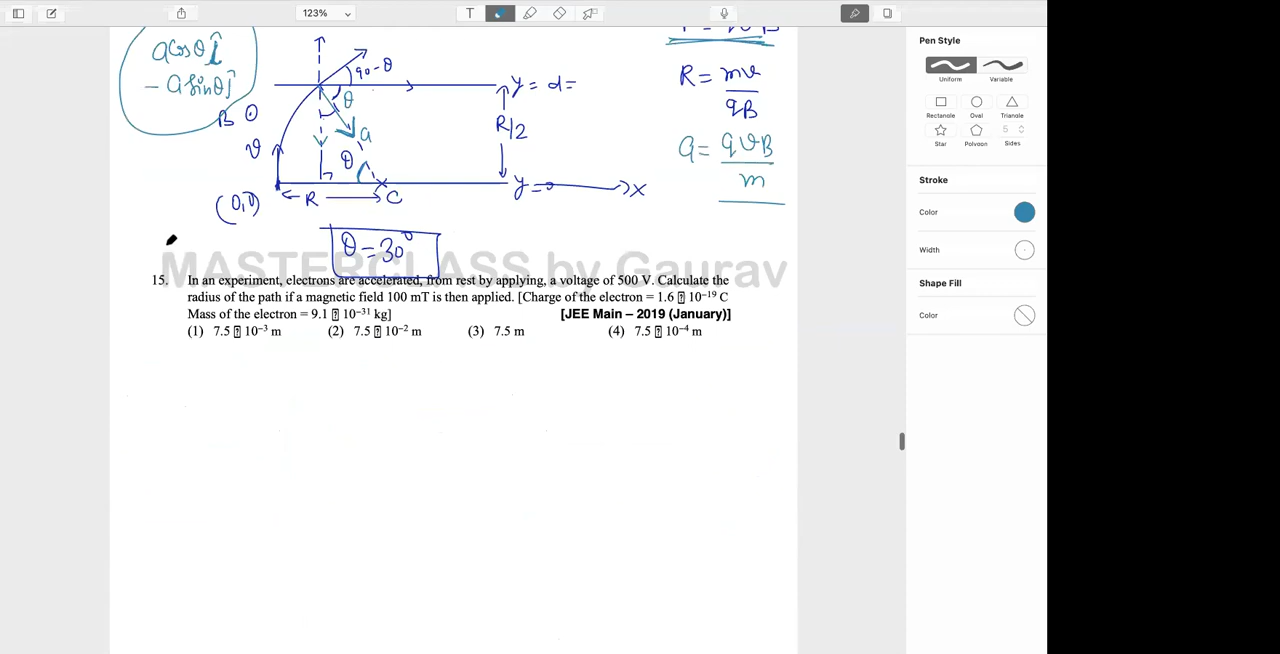 123%
Pen Style
Uniform
Variable
Rectangle
Oval
Triangle
Star
Polygon
5
Sides
Stroke
Color
Width
Shape Fill
Color
a cosθ î
- a sinθ ĵ
90-θ
θ
y = d =
B
R/2
a
v
θ
(0,0)
R
C
y =
x
R = mv
qB
a = qvB
m
θ = 30°
MASTERCLASS by Gaurav
15. In an experiment, electrons are accelerated, from rest by applying, a voltage of 500 V. Calculate the
radius of the path if a magnetic field 100 mT is then applied. [Charge of the electron = 1.6 10⁻¹⁹ C
Mass of the electron = 9.1 10⁻³¹ kg] [JEE Main – 2019 (January)]
(1) 7.5 10⁻³ m (2) 7.5 10⁻² m (3) 7.5 m (4) 7.5 10⁻⁴ m